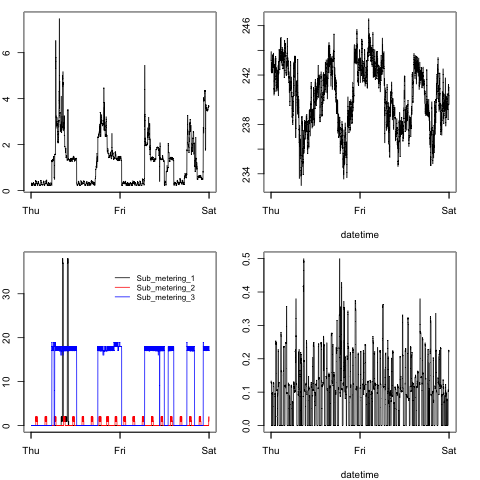 6
4
2
0
Thu Fri Sat
246
242
238
234
Thu Fri Sat
datetime
30
20
10
0
Sub_metering_1
Sub_metering_2
Sub_metering_3
Thu Fri Sat
0.5
0.4
0.3
0.2
0.1
0.0
Thu Fri Sat
datetime